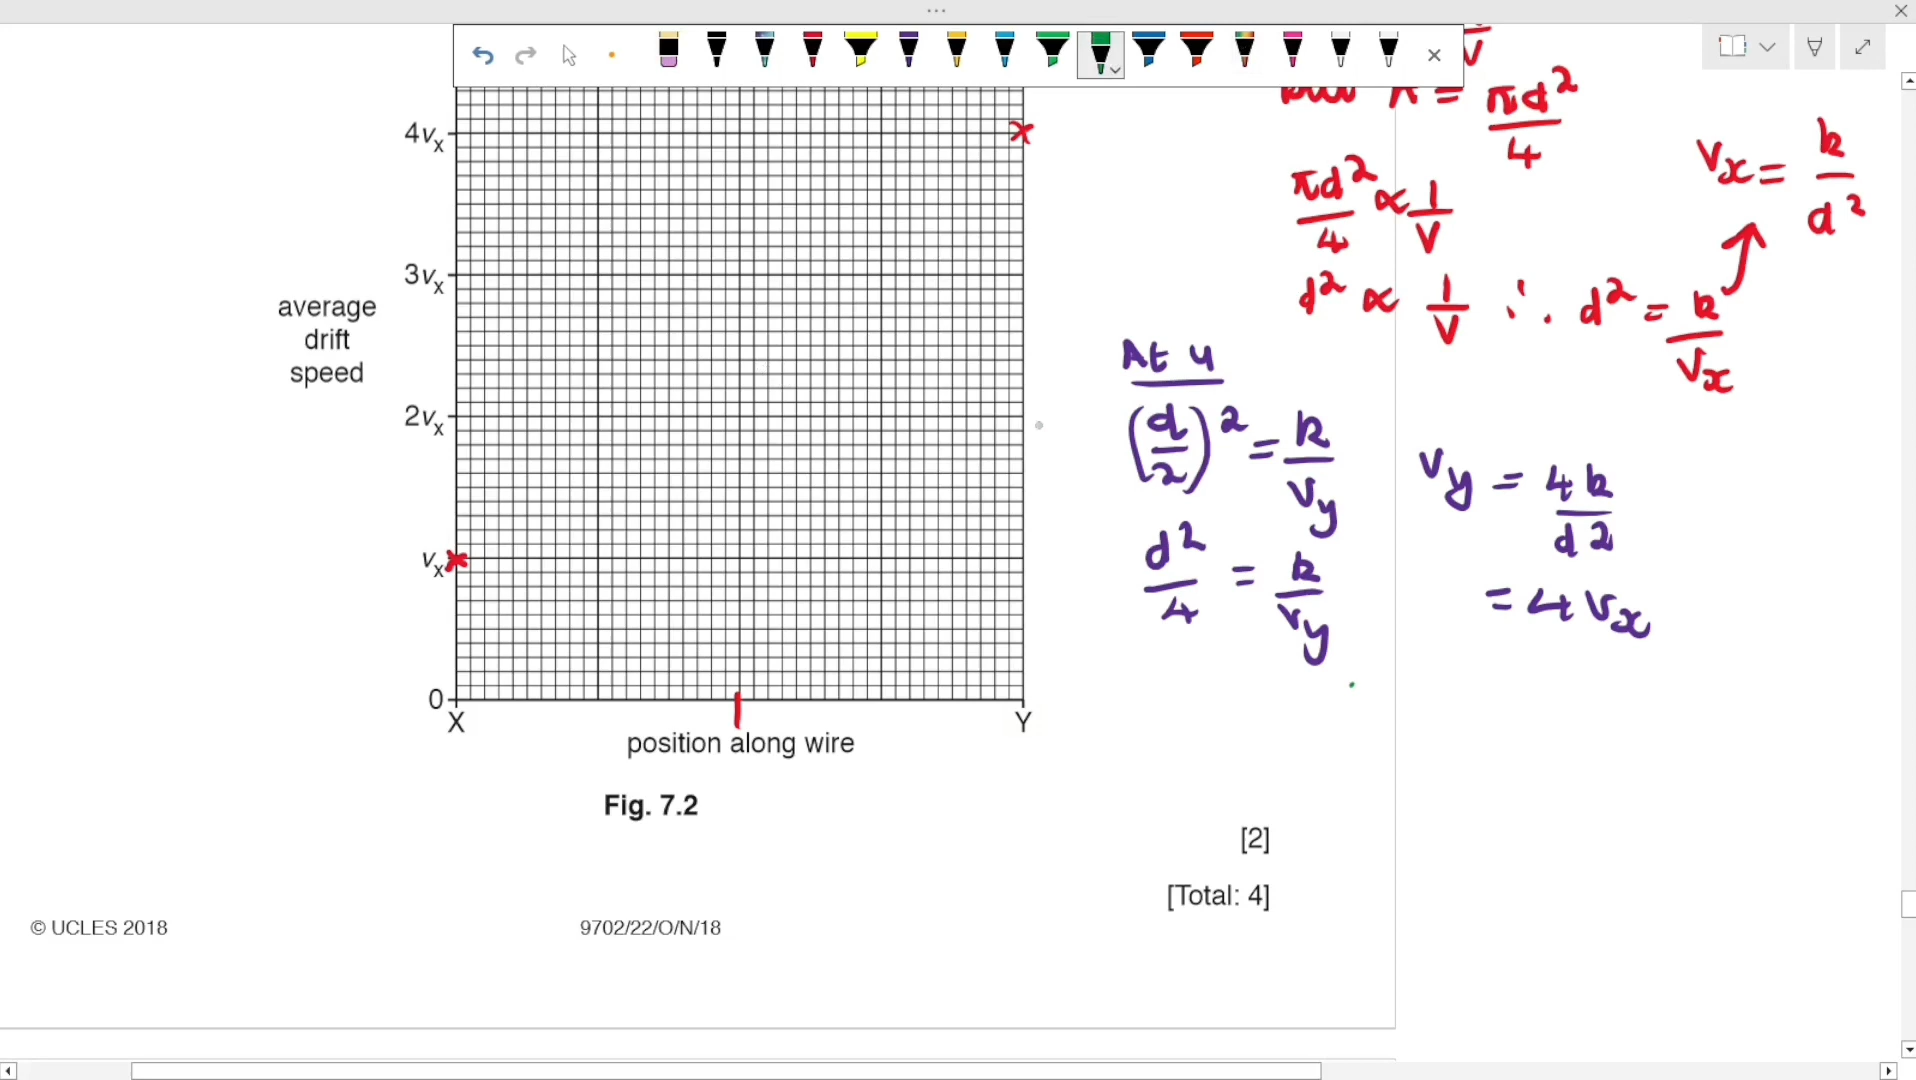 A = πd²/4
4vₓ
πd²/4 ∝ 1/V
Vx = k/d²
3vₓ
d² ∝ 1/V ∴ d² = k/Vx
average
drift
speed
At y
2vₓ
(d/2)² = k/Vy
Vy = 4k/d2
vₓ
d²/4 = k/Vy
= 4Vx
0
X
Y
position along wire
Fig. 7.2
[2]
[Total: 4]
© UCLES 2018
9702/22/O/N/18